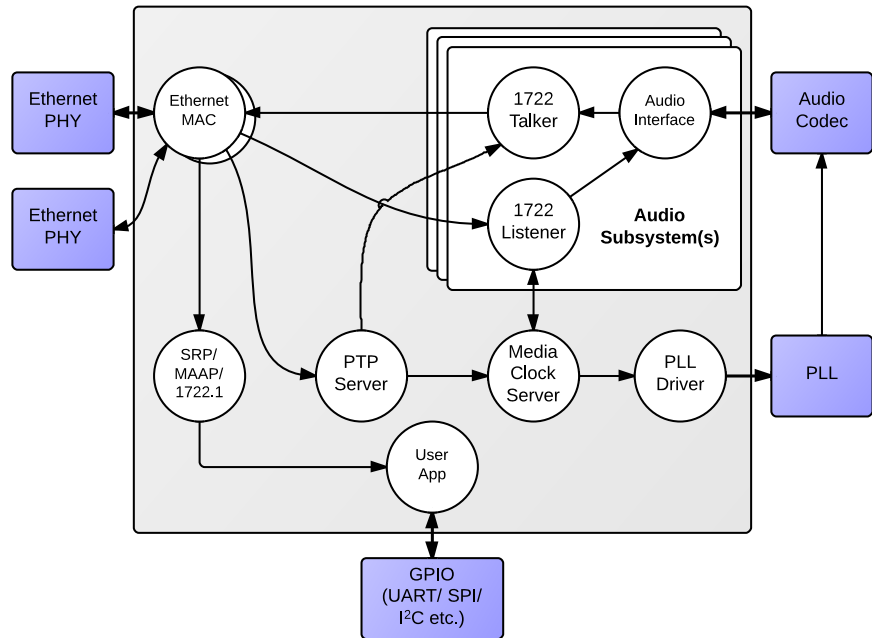 Ethernet
PHY
Ethernet
MAC
1722
Talker
Audio
Interface
Audio
Codec
Ethernet
PHY
1722
Listener
Audio
Subsystem(s)
SRP/
MAAP/
1722.1
PTP
Server
Media
Clock
Server
PLL
Driver
PLL
User
App
GPIO
(UART/ SPI/
I²C etc.)